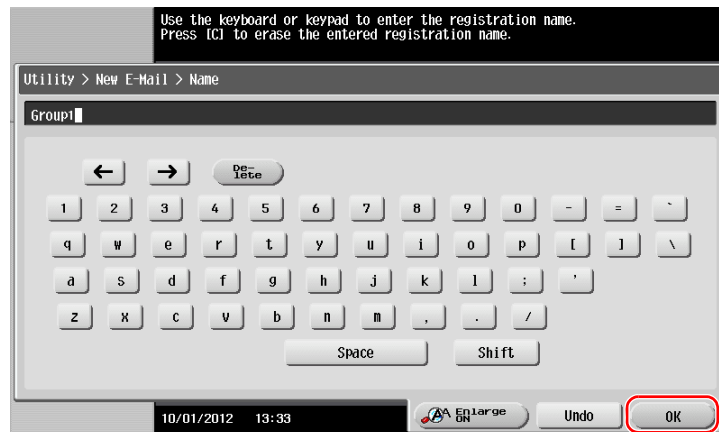 Use the keyboard or keypad to enter the registration name.
Press [C] to erase the entered registration name.
Utility > New E-Mail > Name
Group1
← → De-
lete
1 2 3 4 5 6 7 8 9 0 - = `
q w e r t y u i o p [ ] \
a s d f g h j k l ; '
z x c v b n m , . /
Space Shift
10/01/2012 13:33
A Enlarge
ON
Undo OK